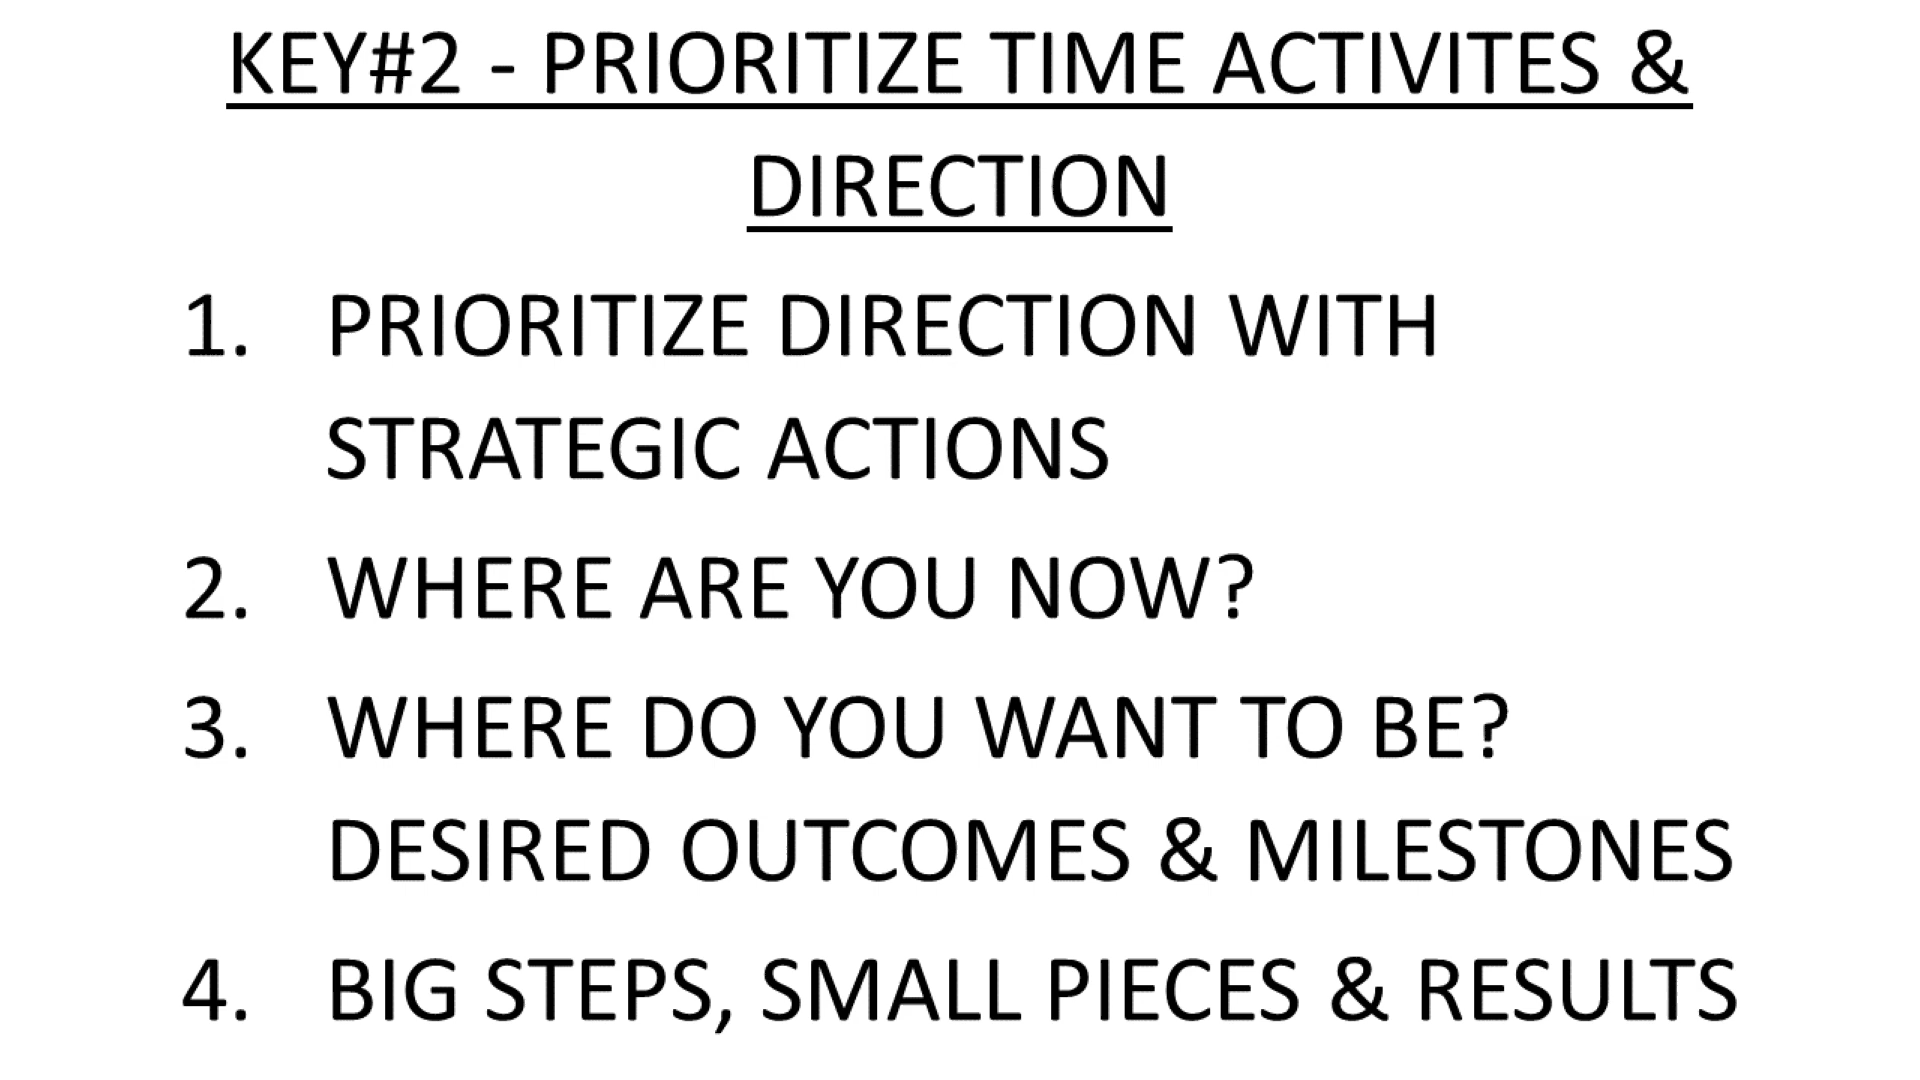 KEY#2 - PRIORITIZE TIME ACTIVITES &
DIRECTION
1. PRIORITIZE DIRECTION WITH
STRATEGIC ACTIONS
2. WHERE ARE YOU NOW?
3. WHERE DO YOU WANT TO BE?
DESIRED OUTCOMES & MILESTONES
4. BIG STEPS, SMALL PIECES & RESULTS